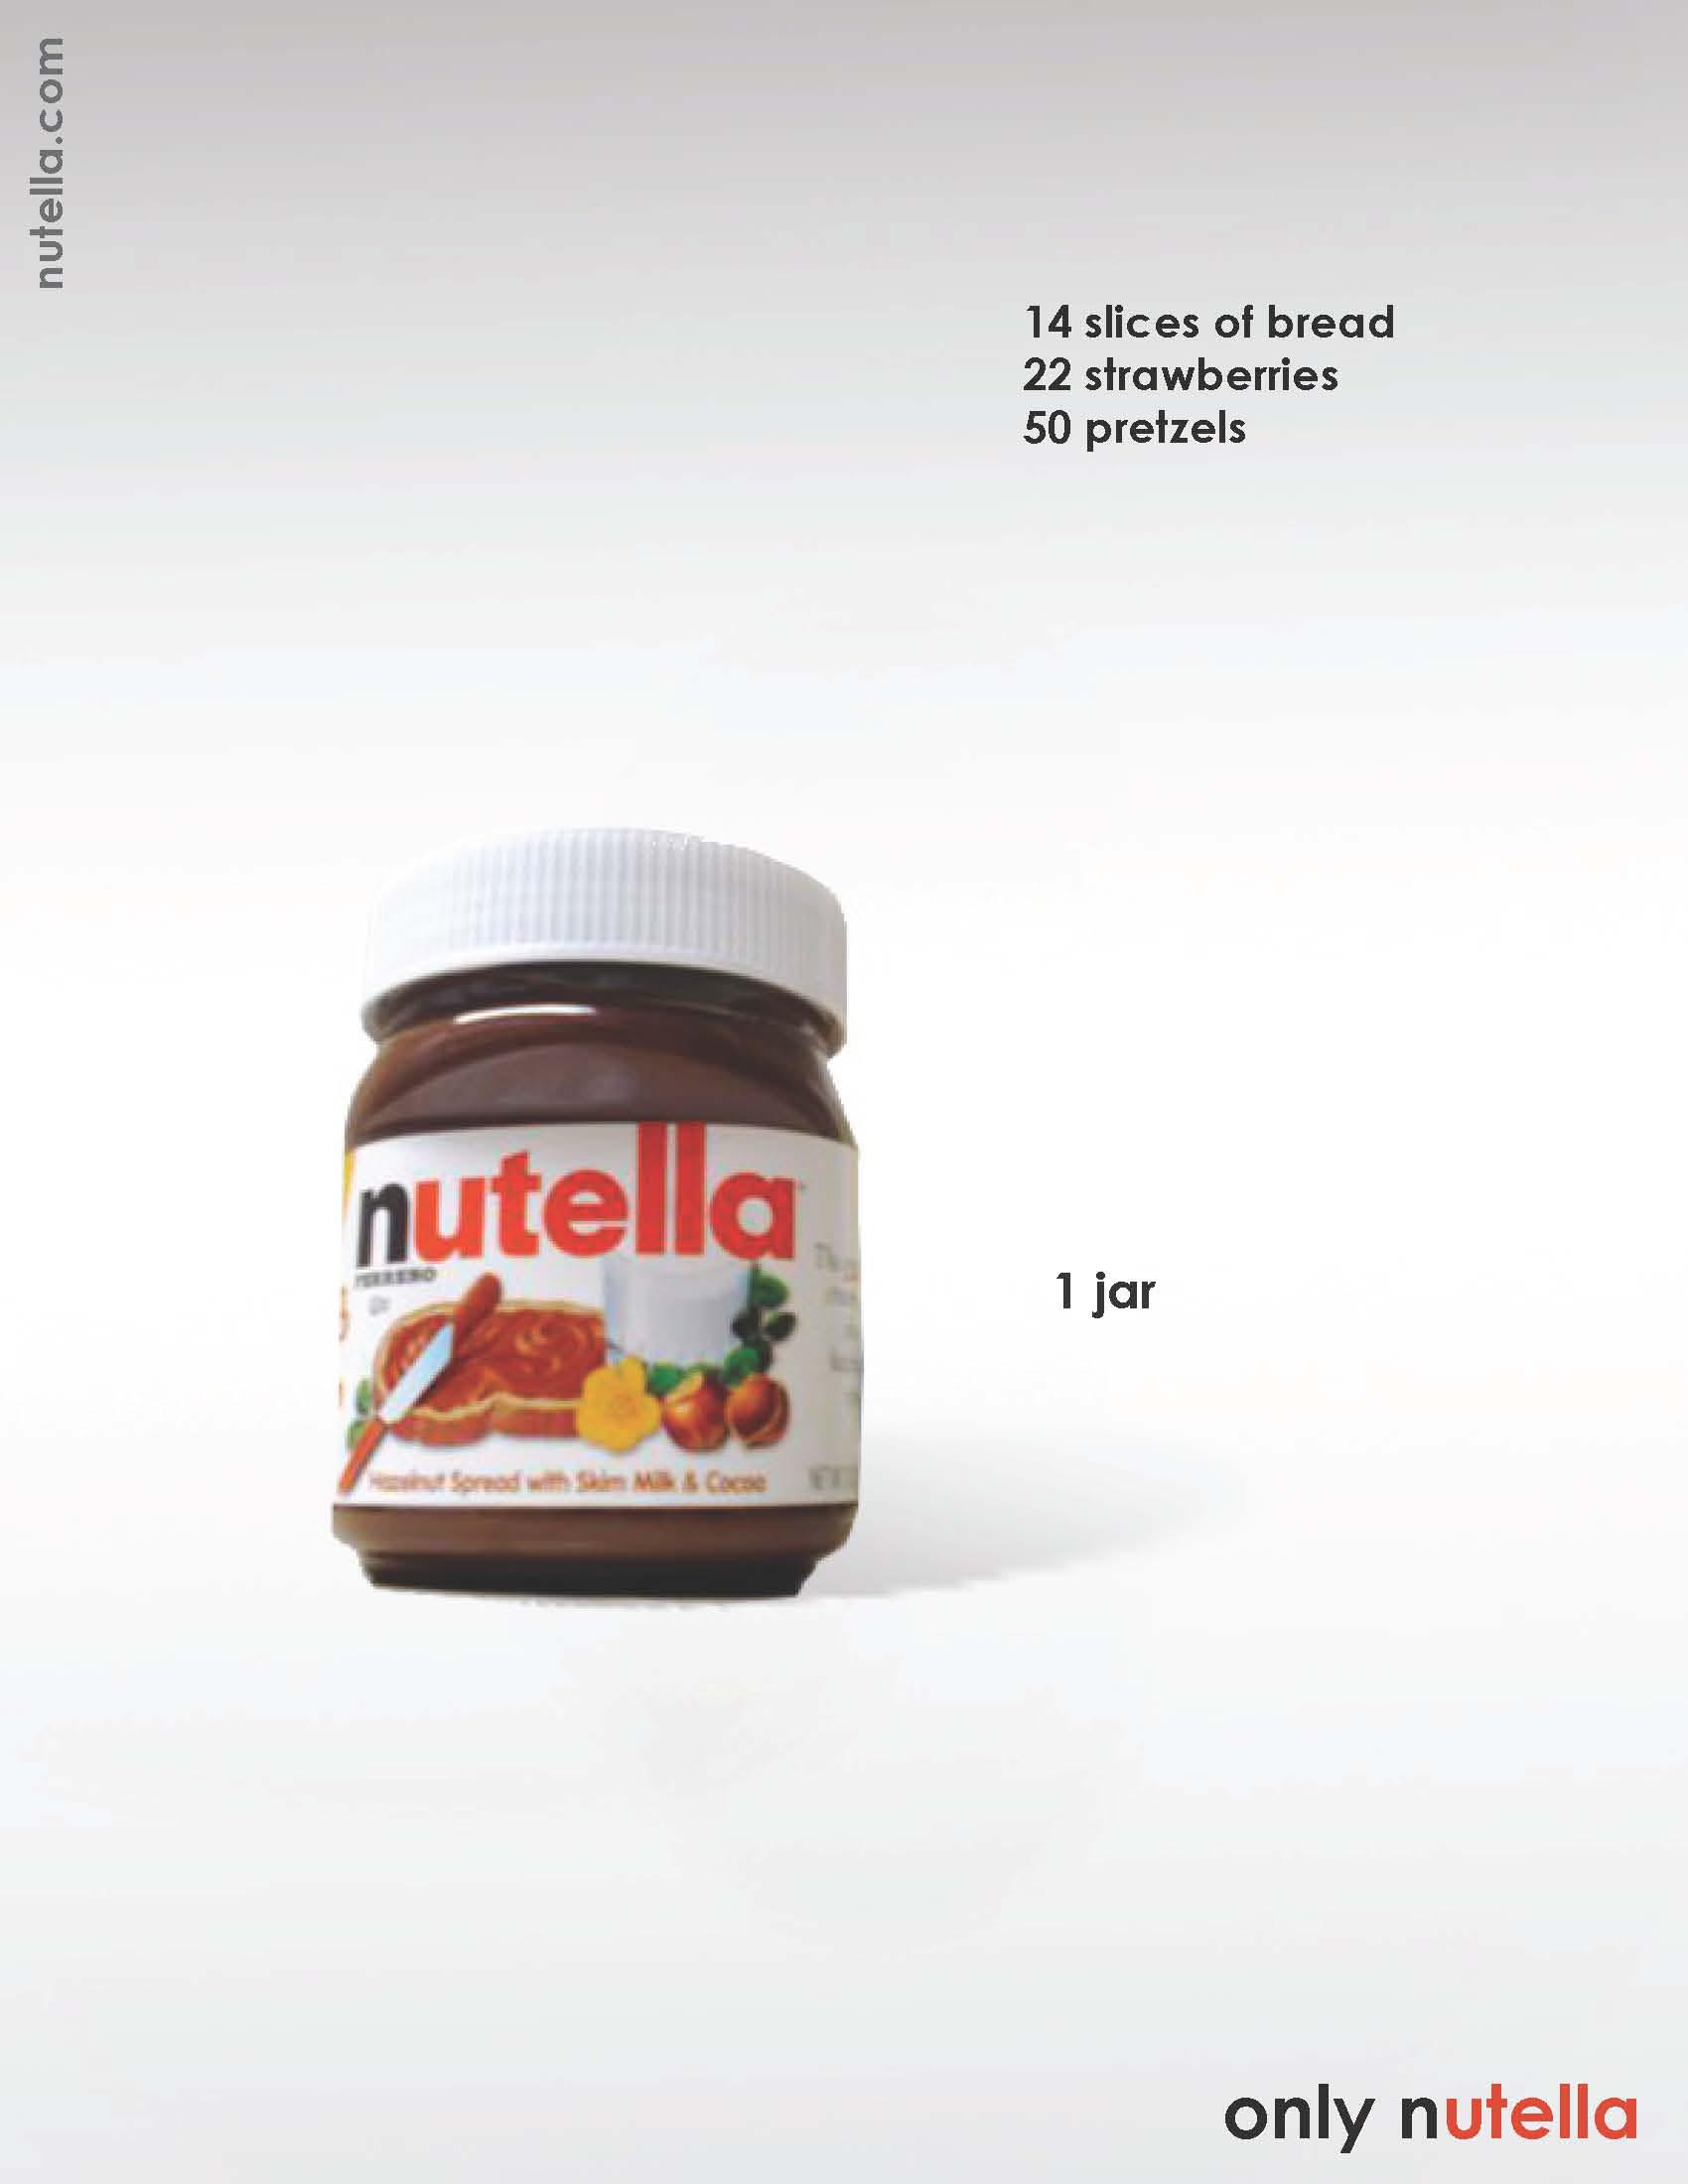 nutella.com
14 slices of bread
22 strawberries
50 pretzels
nutella
FERRERO
1 jar
Hazelnut Spread with Skim Milk & Cocoa
only nutella